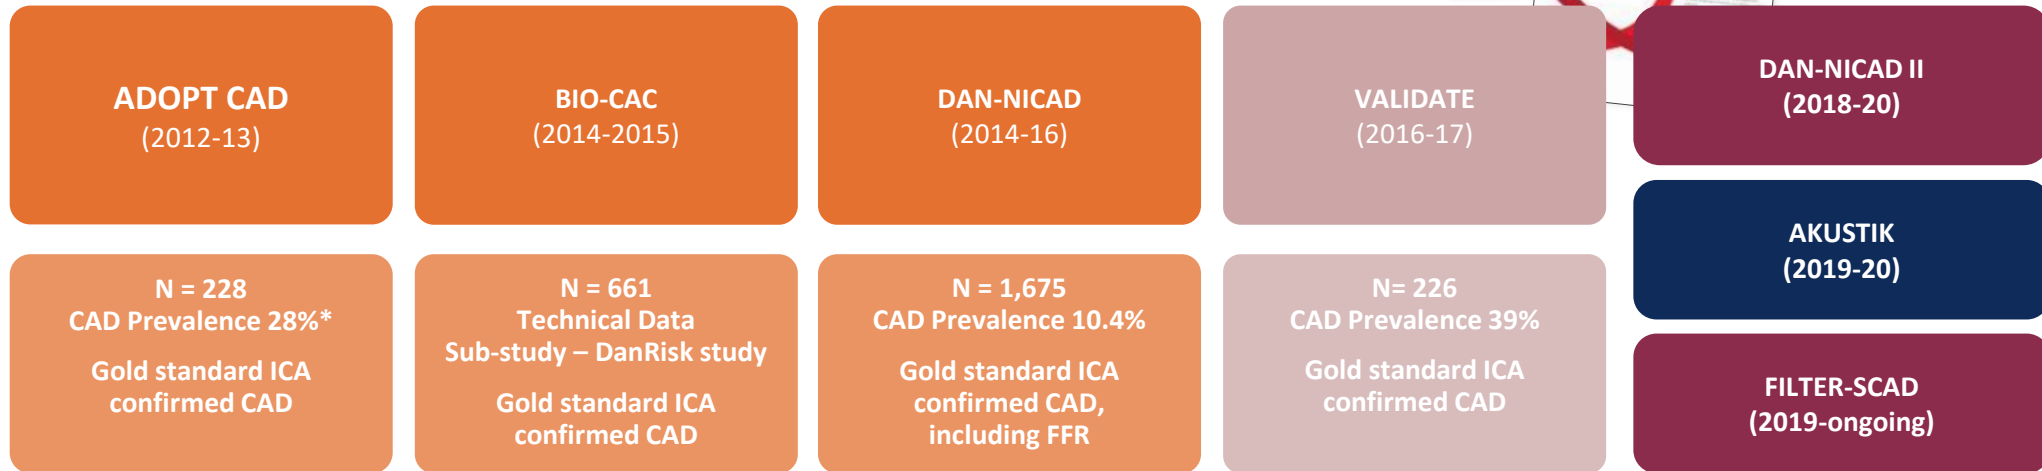 ADOPT CAD
(2012-13)
N = 228
CAD Prevalence 28%*
Gold standard ICA
confirmed CAD
BIO-CAC
(2014-2015)
N = 661
Technical Data
Sub-study – DanRisk study
Gold standard ICA
confirmed CAD
DAN-NICAD
(2014-16)
N = 1,675
CAD Prevalence 10.4%
Gold standard ICA
confirmed CAD,
including FFR
VALIDATE
(2016-17)
N= 226
CAD Prevalence 39%
Gold standard ICA
confirmed CAD
DAN-NICAD II
(2018-20)
AKUSTIK
(2019-20)
FILTER-SCAD
(2019-ongoing)